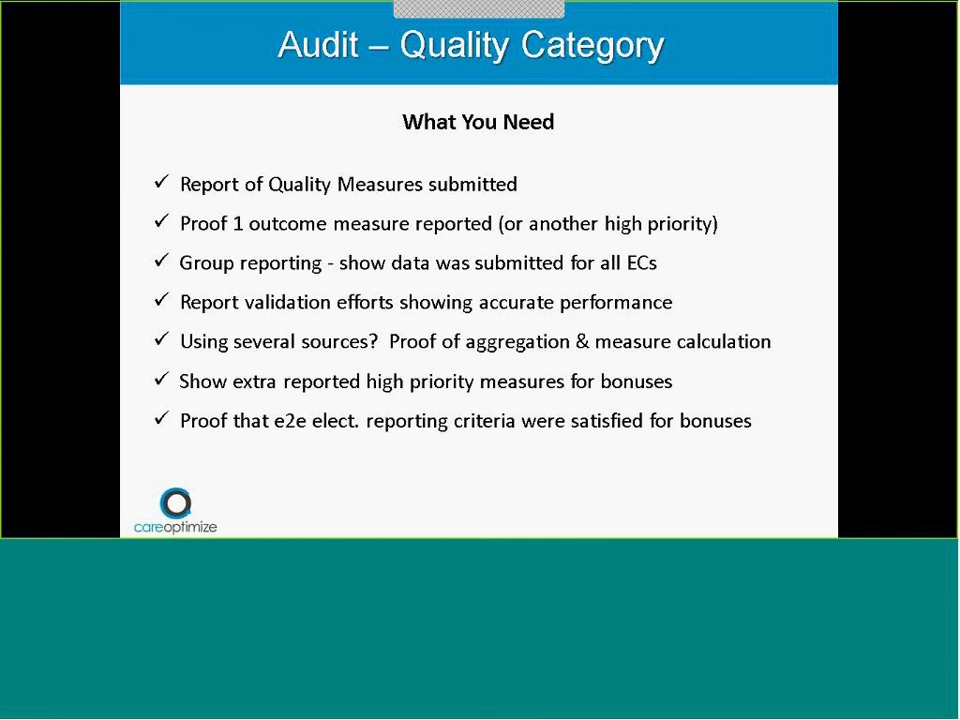 Audit – Quality Category
What You Need
✓ Report of Quality Measures submitted
✓ Proof 1 outcome measure reported (or another high priority)
✓ Group reporting - show data was submitted for all ECs
✓ Report validation efforts showing accurate performance
✓ Using several sources? Proof of aggregation & measure calculation
✓ Show extra reported high priority measures for bonuses
✓ Proof that e2e elect. reporting criteria were satisfied for bonuses
careoptimize